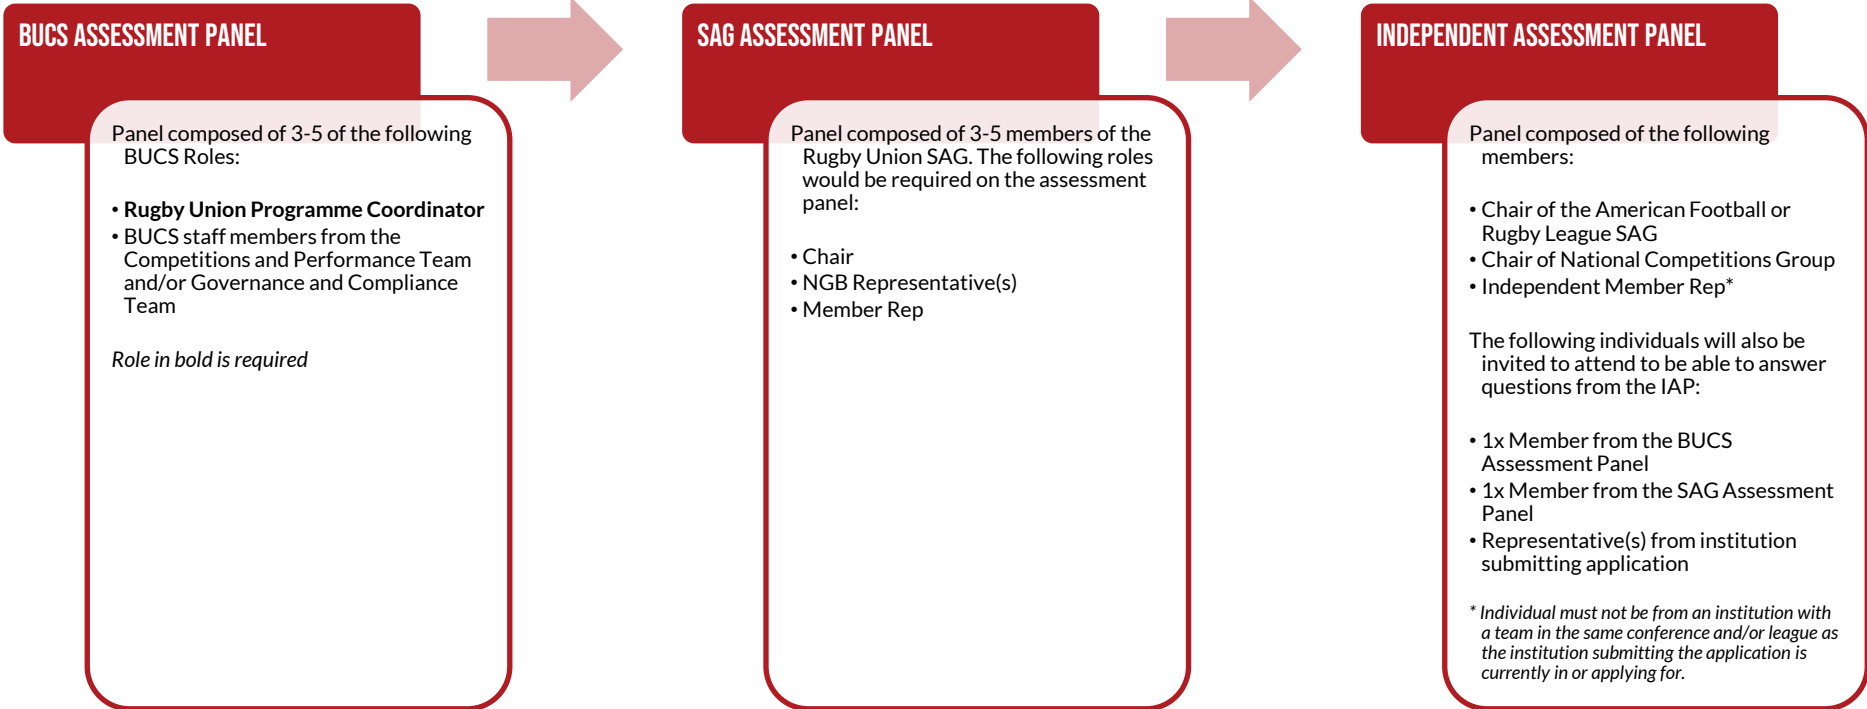 BUCS ASSESSMENT PANEL
Panel composed of 3-5 of the following
BUCS Roles:
• Rugby Union Programme Coordinator
• BUCS staff members from the
Competitions and Performance Team
and/or Governance and Compliance
Team
Role in bold is required
SAG ASSESSMENT PANEL
Panel composed of 3-5 members of the
Rugby Union SAG. The following roles
would be required on the assessment
panel:
• Chair
• NGB Representative(s)
• Member Rep
INDEPENDENT ASSESSMENT PANEL
Panel composed of the following
members:
• Chair of the American Football or
Rugby League SAG
• Chair of National Competitions Group
• Independent Member Rep*
The following individuals will also be
invited to attend to be able to answer
questions from the IAP:
• 1x Member from the BUCS
Assessment Panel
• 1x Member from the SAG Assessment
Panel
• Representative(s) from institution
submitting application
* Individual must not be from an institution with
a team in the same conference and/or league as
the institution submitting the application is
currently in or applying for.